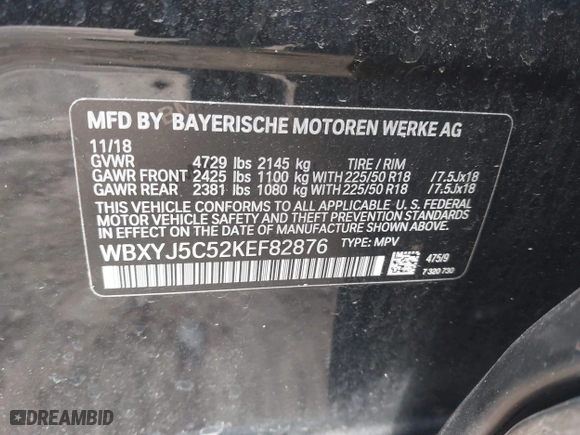 MFD BY BAYERISCHE MOTOREN WERKE AG
11/18
GVWR 4729 lbs 2145 kg TIRE / RIM
GAWR FRONT 2425 lbs 1100 kg WITH 225/50 R18 /7.5Jx18
GAWR REAR 2381 lbs 1080 kg WITH 225/50 R18 /7.5Jx18
THIS VEHICLE CONFORMS TO ALL APPLICABLE U. S. FEDERAL
MOTOR VEHICLE SAFETY, BUMPER, AND THEFT PREVENTION STANDARDS
IN EFFECT ON THE DATE OF MANUFACTURE SHOWN ABOVE.
WBXYJ5C52KEF82876 TYPE: MPV
475/9
7 320 730
DREAMBID